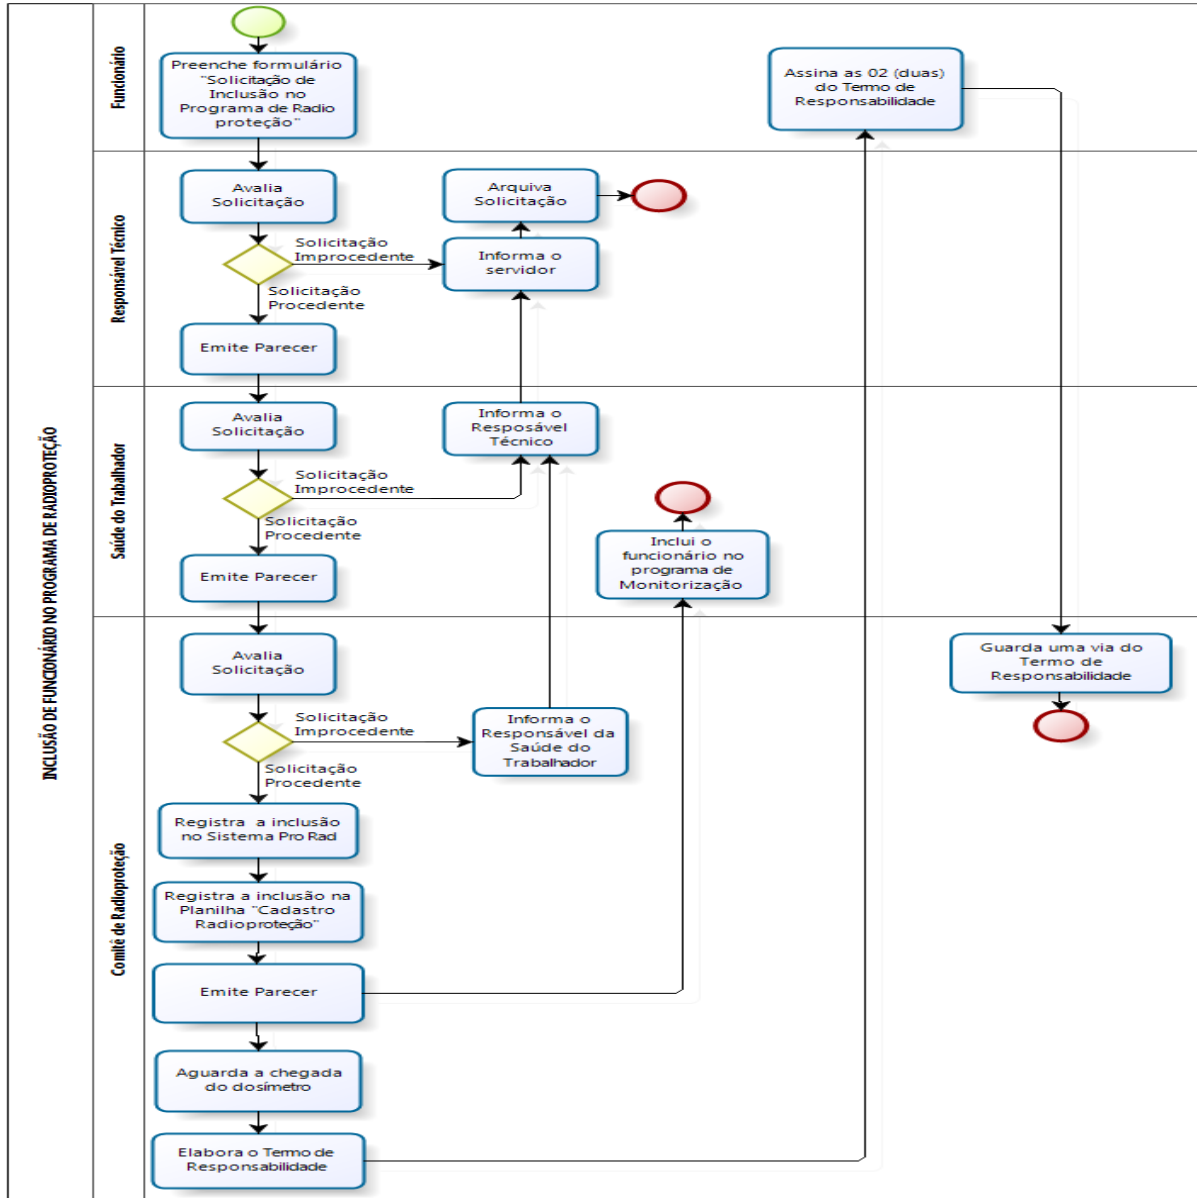 INCLUSÃO DE FUNCIONÁRIO NO PROGRAMA DE RADIOPROTEÇÃO
Funcionário
Preenche formulário
"Solicitação de
Inclusão no
Programa de Radio
proteção"
Assina as 02 (duas)
do Termo de
Responsabilidade
Responsável Técnico
Avalia
Solicitação
Solicitação
Improcedente
Solicitação
Procedente
Emite Parecer
Arquiva
Solicitação
Informa o
servidor
Saúde do Trabalhador
Avalia
Solicitação
Solicitação
Improcedente
Solicitação
Procedente
Emite Parecer
Informa o
Resposável
Técnico
Inclui o
funcionário no
programa de
Monitorização
Comitê de Radioproteção
Avalia
Solicitação
Solicitação
Improcedente
Solicitação
Procedente
Informa o
Responsável da
Saúde do
Trabalhador
Guarda uma via do
Termo de
Responsabilidade
Registra a inclusão
no Sistema Pro Rad
Registra a inclusão na
Planilha "Cadastro
Radioproteção"
Emite Parecer
Aguarda a chegada
do dosímetro
Elabora o Termo de
Responsabilidade